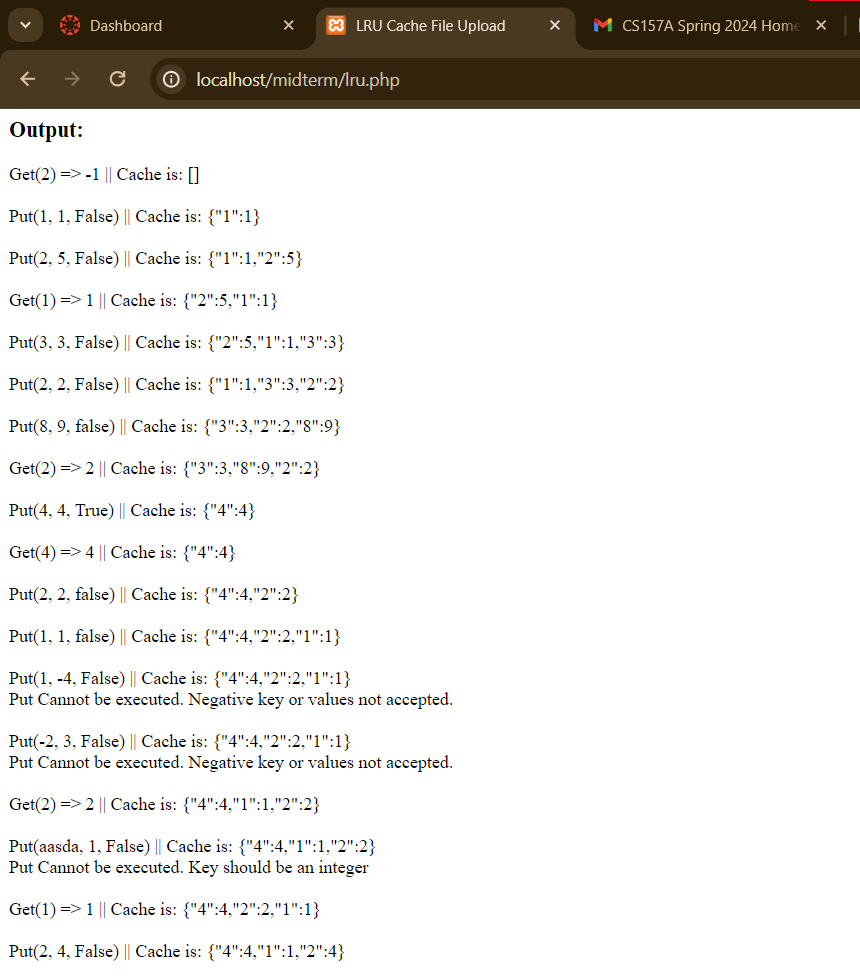 Dashboard
LRU Cache File Upload
CS157A Spring 2024 Home
localhost/midterm/lru.php
Output:
Get(2) => -1 || Cache is: []
Put(1, 1, False) || Cache is: {"1":1}
Put(2, 5, False) || Cache is: {"1":1,"2":5}
Get(1) => 1 || Cache is: {"2":5,"1":1}
Put(3, 3, False) || Cache is: {"2":5,"1":1,"3":3}
Put(2, 2, False) || Cache is: {"1":1,"3":3,"2":2}
Put(8, 9, false) || Cache is: {"3":3,"2":2,"8":9}
Get(2) => 2 || Cache is: {"3":3,"8":9,"2":2}
Put(4, 4, True) || Cache is: {"4":4}
Get(4) => 4 || Cache is: {"4":4}
Put(2, 2, false) || Cache is: {"4":4,"2":2}
Put(1, 1, false) || Cache is: {"4":4,"2":2,"1":1}
Put(1, -4, False) || Cache is: {"4":4,"2":2,"1":1}
Put Cannot be executed. Negative key or values not accepted.
Put(-2, 3, False) || Cache is: {"4":4,"2":2,"1":1}
Put Cannot be executed. Negative key or values not accepted.
Get(2) => 2 || Cache is: {"4":4,"1":1,"2":2}
Put(aasda, 1, False) || Cache is: {"4":4,"1":1,"2":2}
Put Cannot be executed. Key should be an integer
Get(1) => 1 || Cache is: {"4":4,"2":2,"1":1}
Put(2, 4, False) || Cache is: {"4":4,"1":1,"2":4}